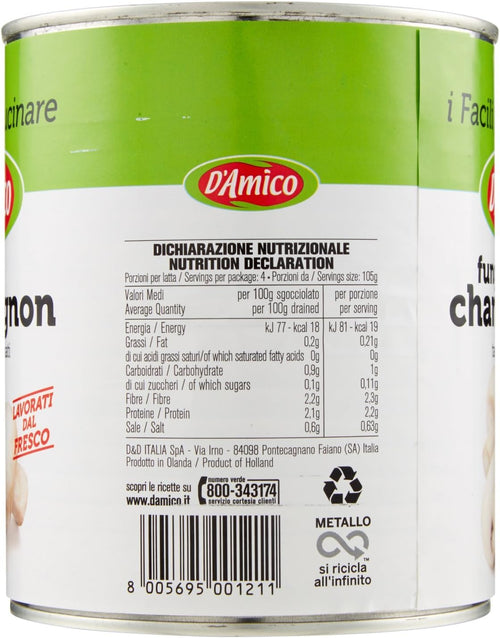 cinare
i Facili
D'Amico
DICHIARAZIONE NUTRIZIONALE
NUTRITION DECLARATION
Porzioni per latta / Servings per package: 4 • Porzioni da / Servings size: 105g
Valori Medi per 100g sgocciolato per porzione
Average Quantity per 100g drained per serving
Energia / Energy kJ 77 - kcal 18 kJ 81 - kcal 19
Grassi / Fat 0,2g 0,21g
di cui acidi grassi saturi/of which saturated fatty acids 0g 0g
Carboidrati / Carbohydrate 0,9g 1g
di cui zuccheri / of which sugars 0,1g 0,11g
Fibre / Fibre 2,2g 2,3g
Proteine / Protein 2,1g 2,2g
Sale / Salt 0,6g 0,63g
D&D ITALIA SpA - Via Irno - 84098 Pontecagnano Faiano (SA) Italia
Prodotto in Olanda / Product of Holland
gnon
LAVORATI
DAL
FRESCO
fun
cha
scopri le ricette su
www.damico.it
numero verde
800-343174
servizio cortesia clienti
METALLO
si ricicla
all'infinito
8 005695 001211